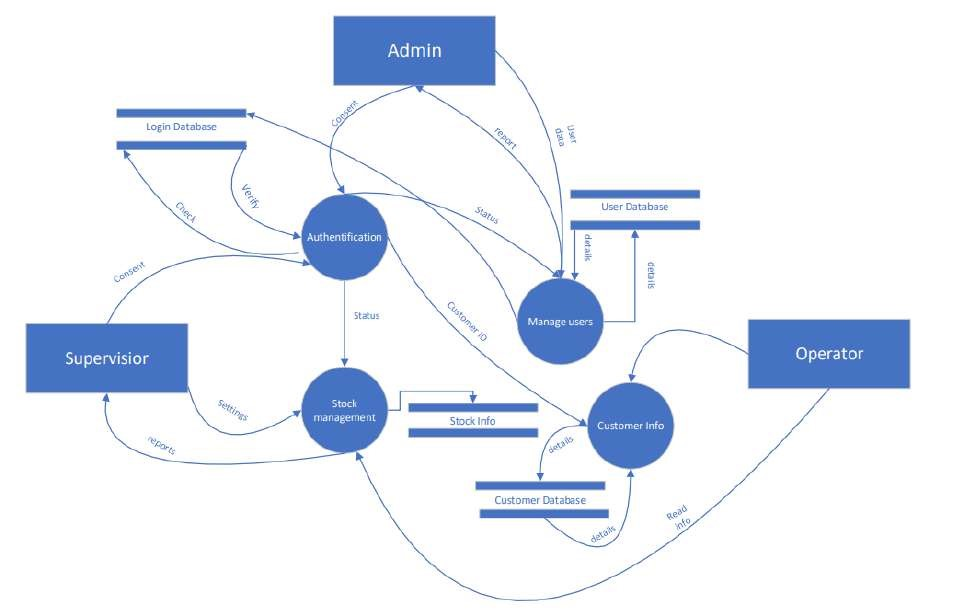 Admin
Consent
report
User
data
Login Database
Verify
Check
Authentification
Status
User Database
details
details
Consent
Customer iD
Status
Manage users
Supervisior
Operator
Settings
Stock
management
Stock Info
Customer Info
reports
details
Customer Database
details
Read
info